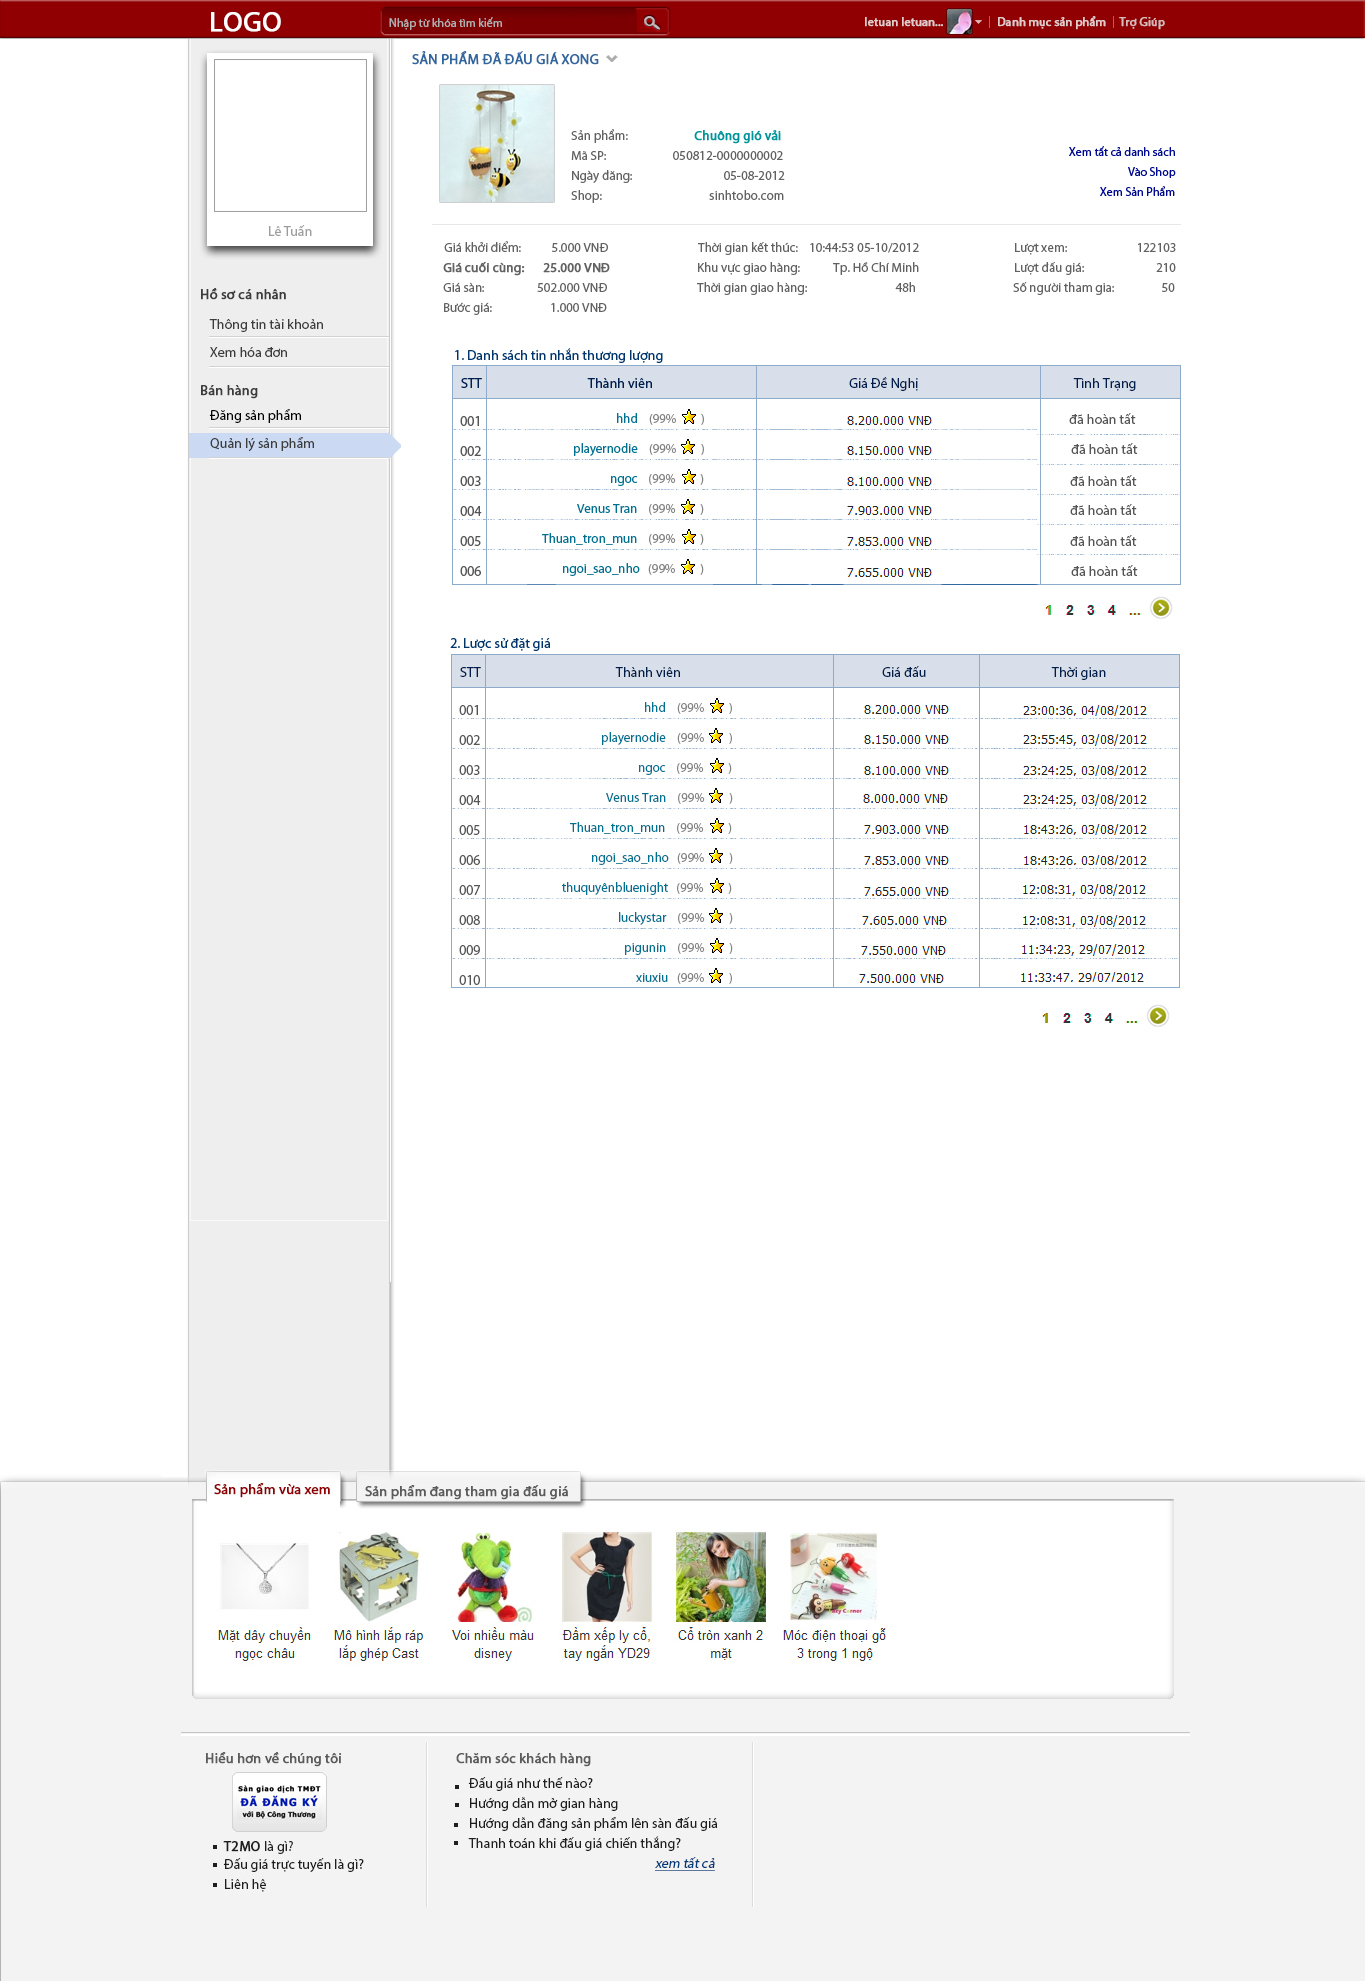 LOGO
Nhập từ khóa tìm kiếm
letuan letuan...
Danh mục sản phẩm
Trợ Giúp
Lê Tuấn
Hồ sơ cá nhân
Thông tin tài khoản
Xem hóa đơn
Bán hàng
Đăng sản phẩm
Quản lý sản phẩm
SẢN PHẨM ĐÃ ĐẤU GIÁ XONG
Sản phẩm: Chuông gió vải
Mã SP: 050812-0000000002
Ngày đăng: 05-08-2012
Shop: sinhtobo.com
Xem tất cả danh sách
Vào Shop
Xem Sản Phẩm
Giá khởi điểm: 5.000 VNĐ Thời gian kết thúc: 10:44:53 05-10/2012 Lượt xem: 122103
Giá cuối cùng: 25.000 VNĐ Khu vực giao hàng: Tp. Hồ Chí Minh Lượt đấu giá: 210
Giá sàn: 502.000 VNĐ Thời gian giao hàng: 48h Số người tham gia: 50
Bước giá: 1.000 VNĐ
1. Danh sách tin nhắn thương lượng
STT Thành viên Giá Đề Nghị Tình Trạng
001 hhd (99% ) 8.200.000 VNĐ đã hoàn tất
002 playernodie (99% ) 8.150.000 VNĐ đã hoàn tất
003 ngoc (99% ) 8.100.000 VNĐ đã hoàn tất
004 Venus Tran (99% ) 7.903.000 VNĐ đã hoàn tất
005 Thuan_tron_mun (99% ) 7.853.000 VNĐ đã hoàn tất
006 ngoi_sao_nho (99% ) 7.655.000 VNĐ đã hoàn tất
1 2 3 4 ...
2. Lược sử đặt giá
STT Thành viên Giá đấu Thời gian
001 hhd (99% ) 8.200.000 VNĐ 23:00:36, 04/08/2012
002 playernodie (99% ) 8.150.000 VNĐ 23:55:45, 03/08/2012
003 ngoc (99% ) 8.100.000 VNĐ 23:24:25, 03/08/2012
004 Venus Tran (99% ) 8.000.000 VNĐ 23:24:25, 03/08/2012
005 Thuan_tron_mun (99% ) 7.903.000 VNĐ 18:43:26, 03/08/2012
006 ngoi_sao_nho (99% ) 7.853.000 VNĐ 18:43:26, 03/08/2012
007 thuquyênbluenight (99% ) 7.655.000 VNĐ 12:08:31, 03/08/2012
008 luckystar (99% ) 7.605.000 VNĐ 12:08:31, 03/08/2012
009 pigunin (99% ) 7.550.000 VNĐ 11:34:23, 29/07/2012
010 xiuxiu (99% ) 7.500.000 VNĐ 11:33:47, 29/07/2012
1 2 3 4 ...
Sản phẩm vừa xem
Sản phẩm đang tham gia đấu giá
Mặt dây chuyền
ngọc châu
Mô hình lắp ráp
lắp ghép Cast
Voi nhiều màu
disney
Đầm xếp ly cổ,
tay ngắn YD29
Cổ tròn xanh 2
mặt
Móc điện thoại gỗ
3 trong 1 ngộ
Hiểu hơn về chúng tôi
Sàn giao dịch TMĐT
ĐÃ ĐĂNG KÝ
với Bộ Công Thương
T2MO là gì?
Đấu giá trực tuyến là gì?
Liên hệ
Chăm sóc khách hàng
Đấu giá như thế nào?
Hướng dẫn mở gian hàng
Hướng dẫn đăng sản phẩm lên sàn đấu giá
Thanh toán khi đấu giá chiến thắng?
xem tất cả